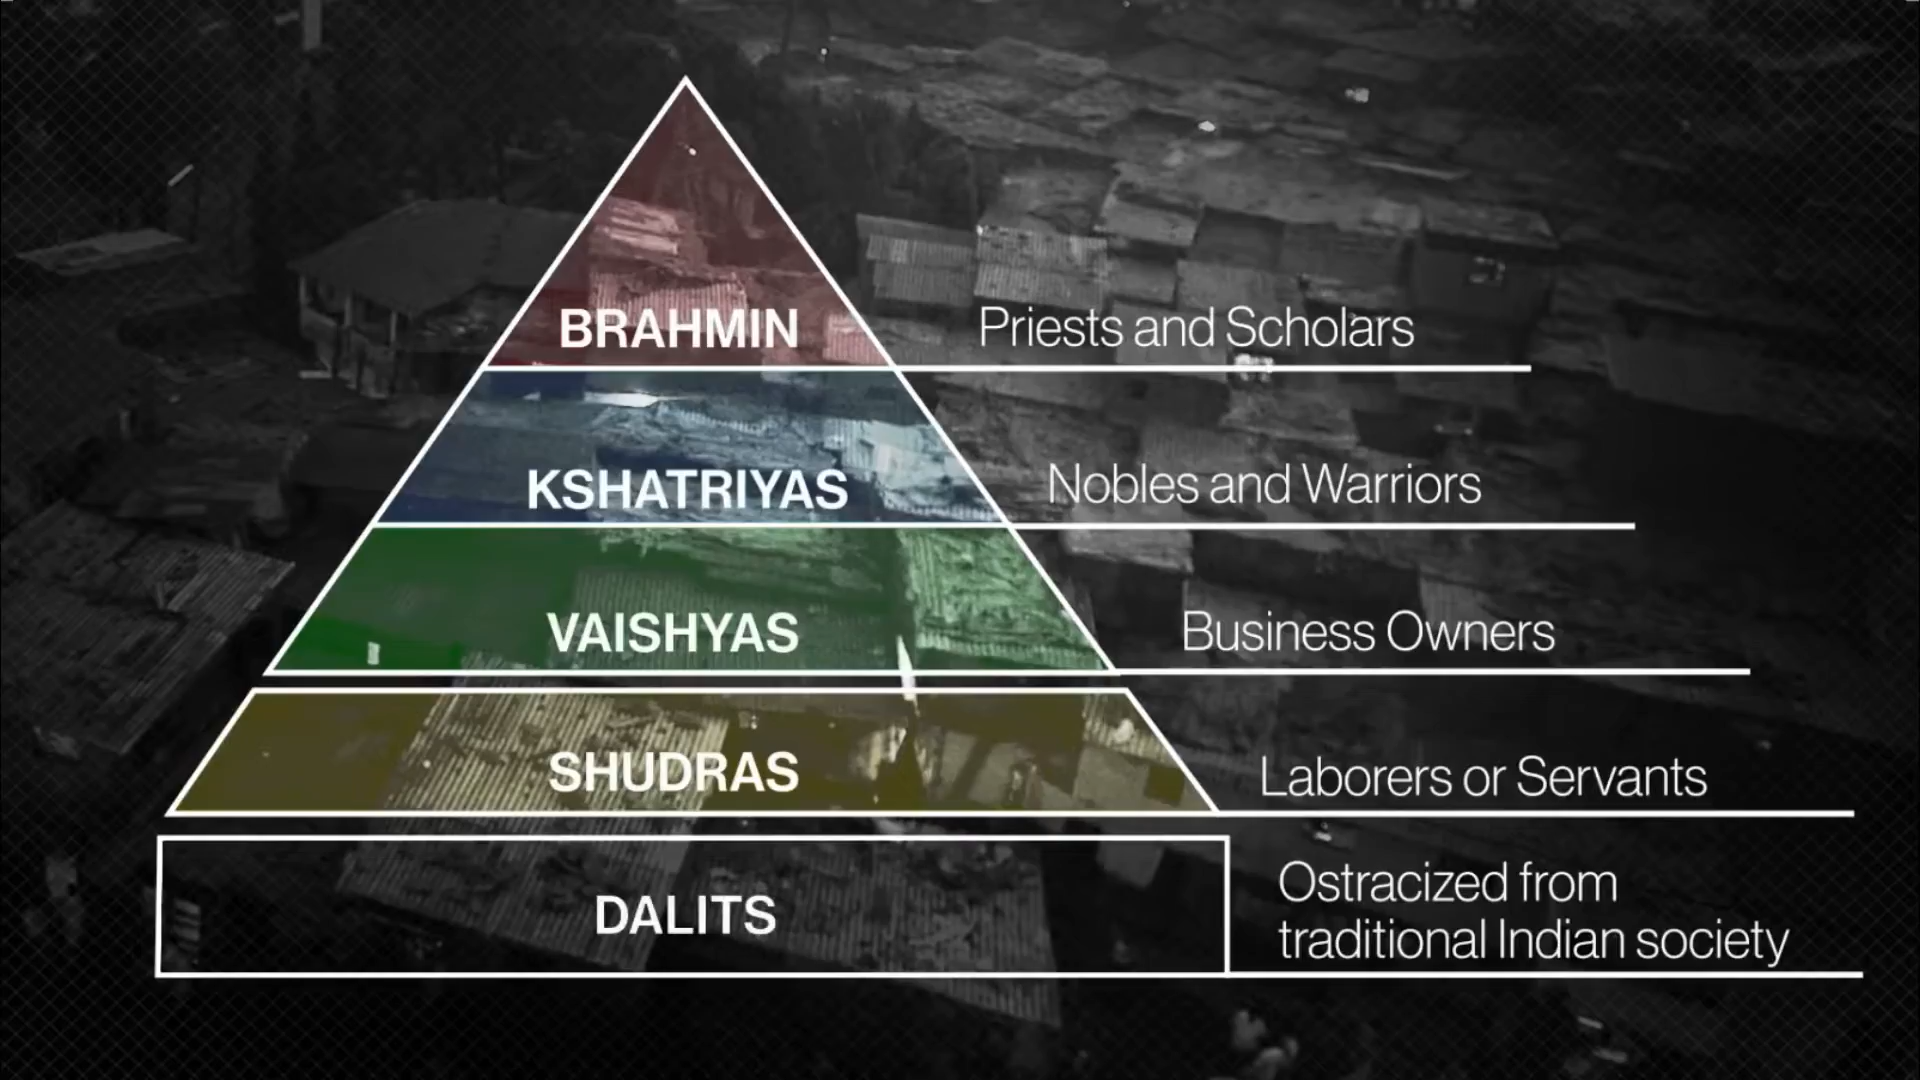 BRAHMIN
Priests and Scholars
KSHATRIYAS
Nobles and Warriors
VAISHYAS
Business Owners
SHUDRAS
Laborers or Servants
DALITS
Ostracized from
traditional Indian society